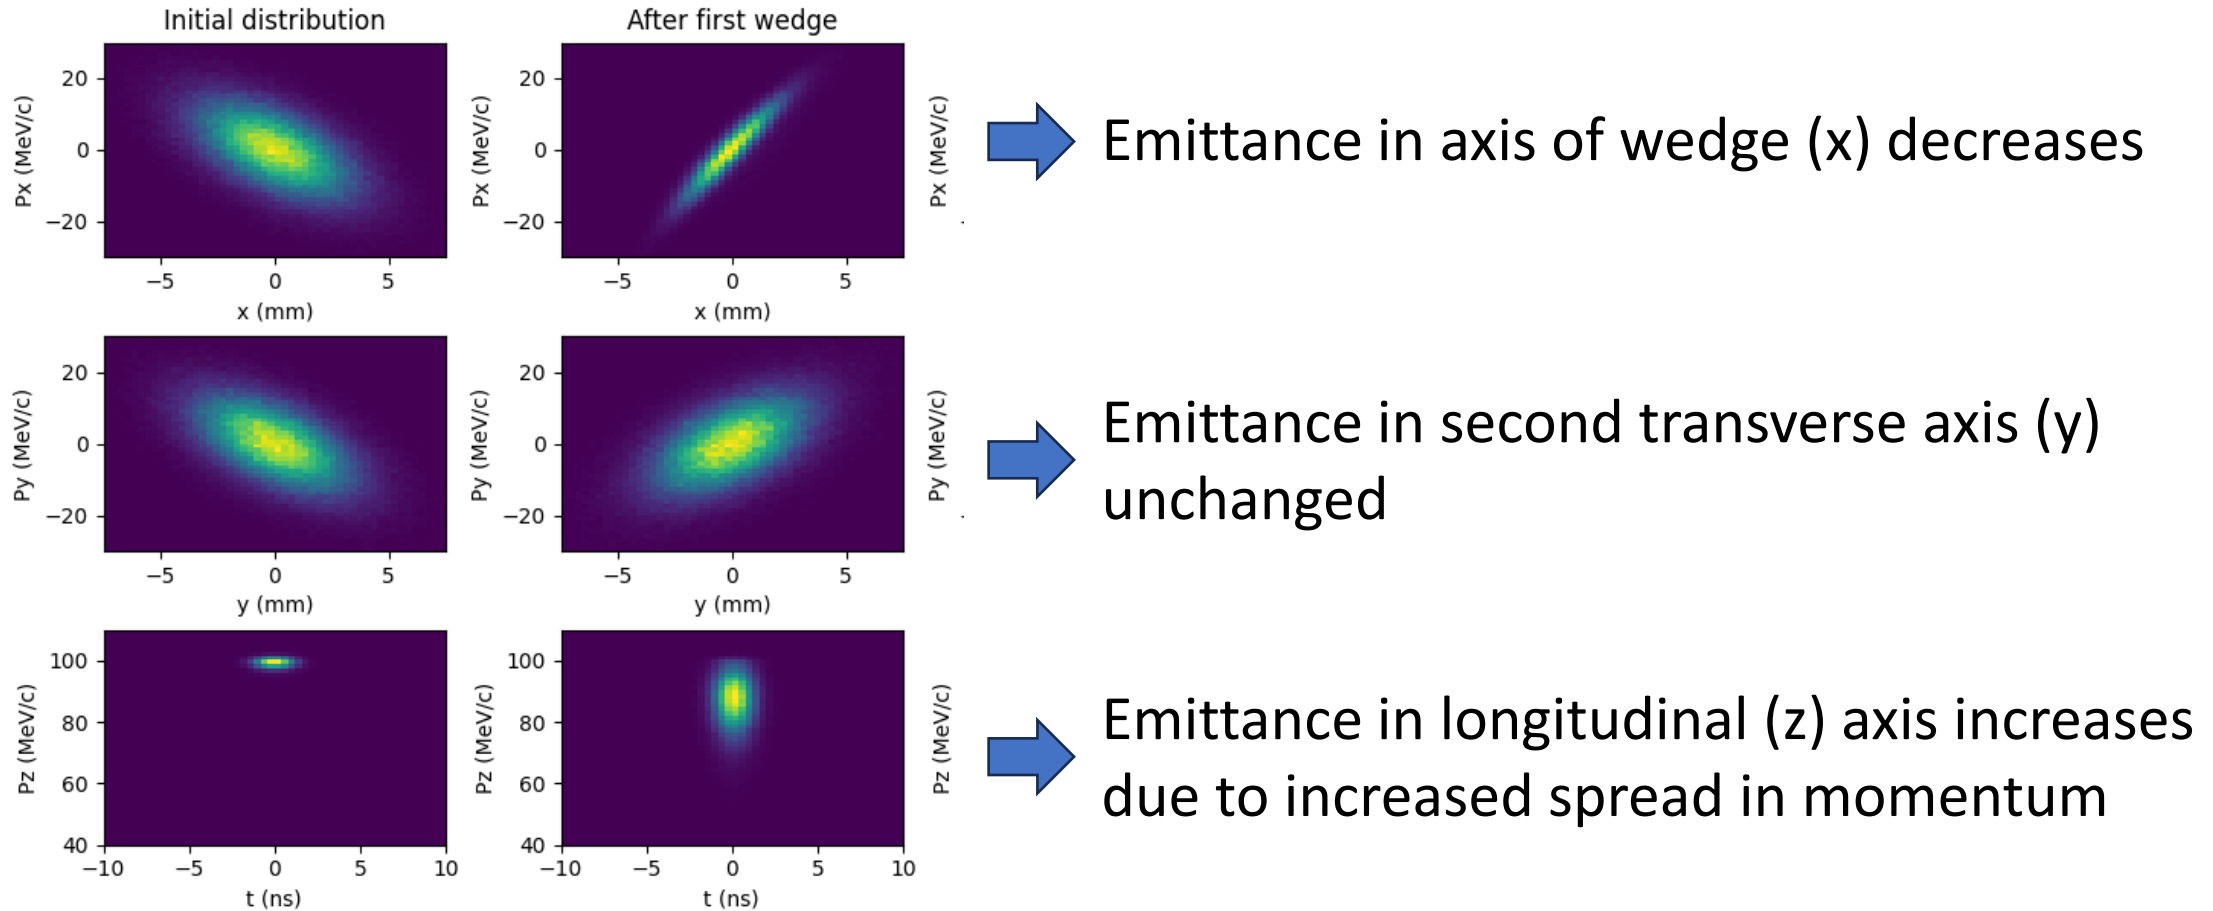 Initial distribution
After first wedge
20
0
−20
Px (MeV/c)
−5 0 5
x (mm)
20
0
−20
Px (MeV/c)
−5 0 5
x (mm)
Px (MeV/c)
Emittance in axis of wedge (x) decreases
20
0
−20
Py (MeV/c)
−5 0 5
y (mm)
20
0
−20
Py (MeV/c)
−5 0 5
y (mm)
Py (MeV/c)
Emittance in second transverse axis (y)
unchanged
100
80
60
40
Pz (MeV/c)
−10 −5 0 5 10
t (ns)
100
80
60
40
Pz (MeV/c)
−10 −5 0 5 10
t (ns)
Pz (MeV/c)
Emittance in longitudinal (z) axis increases
due to increased spread in momentum